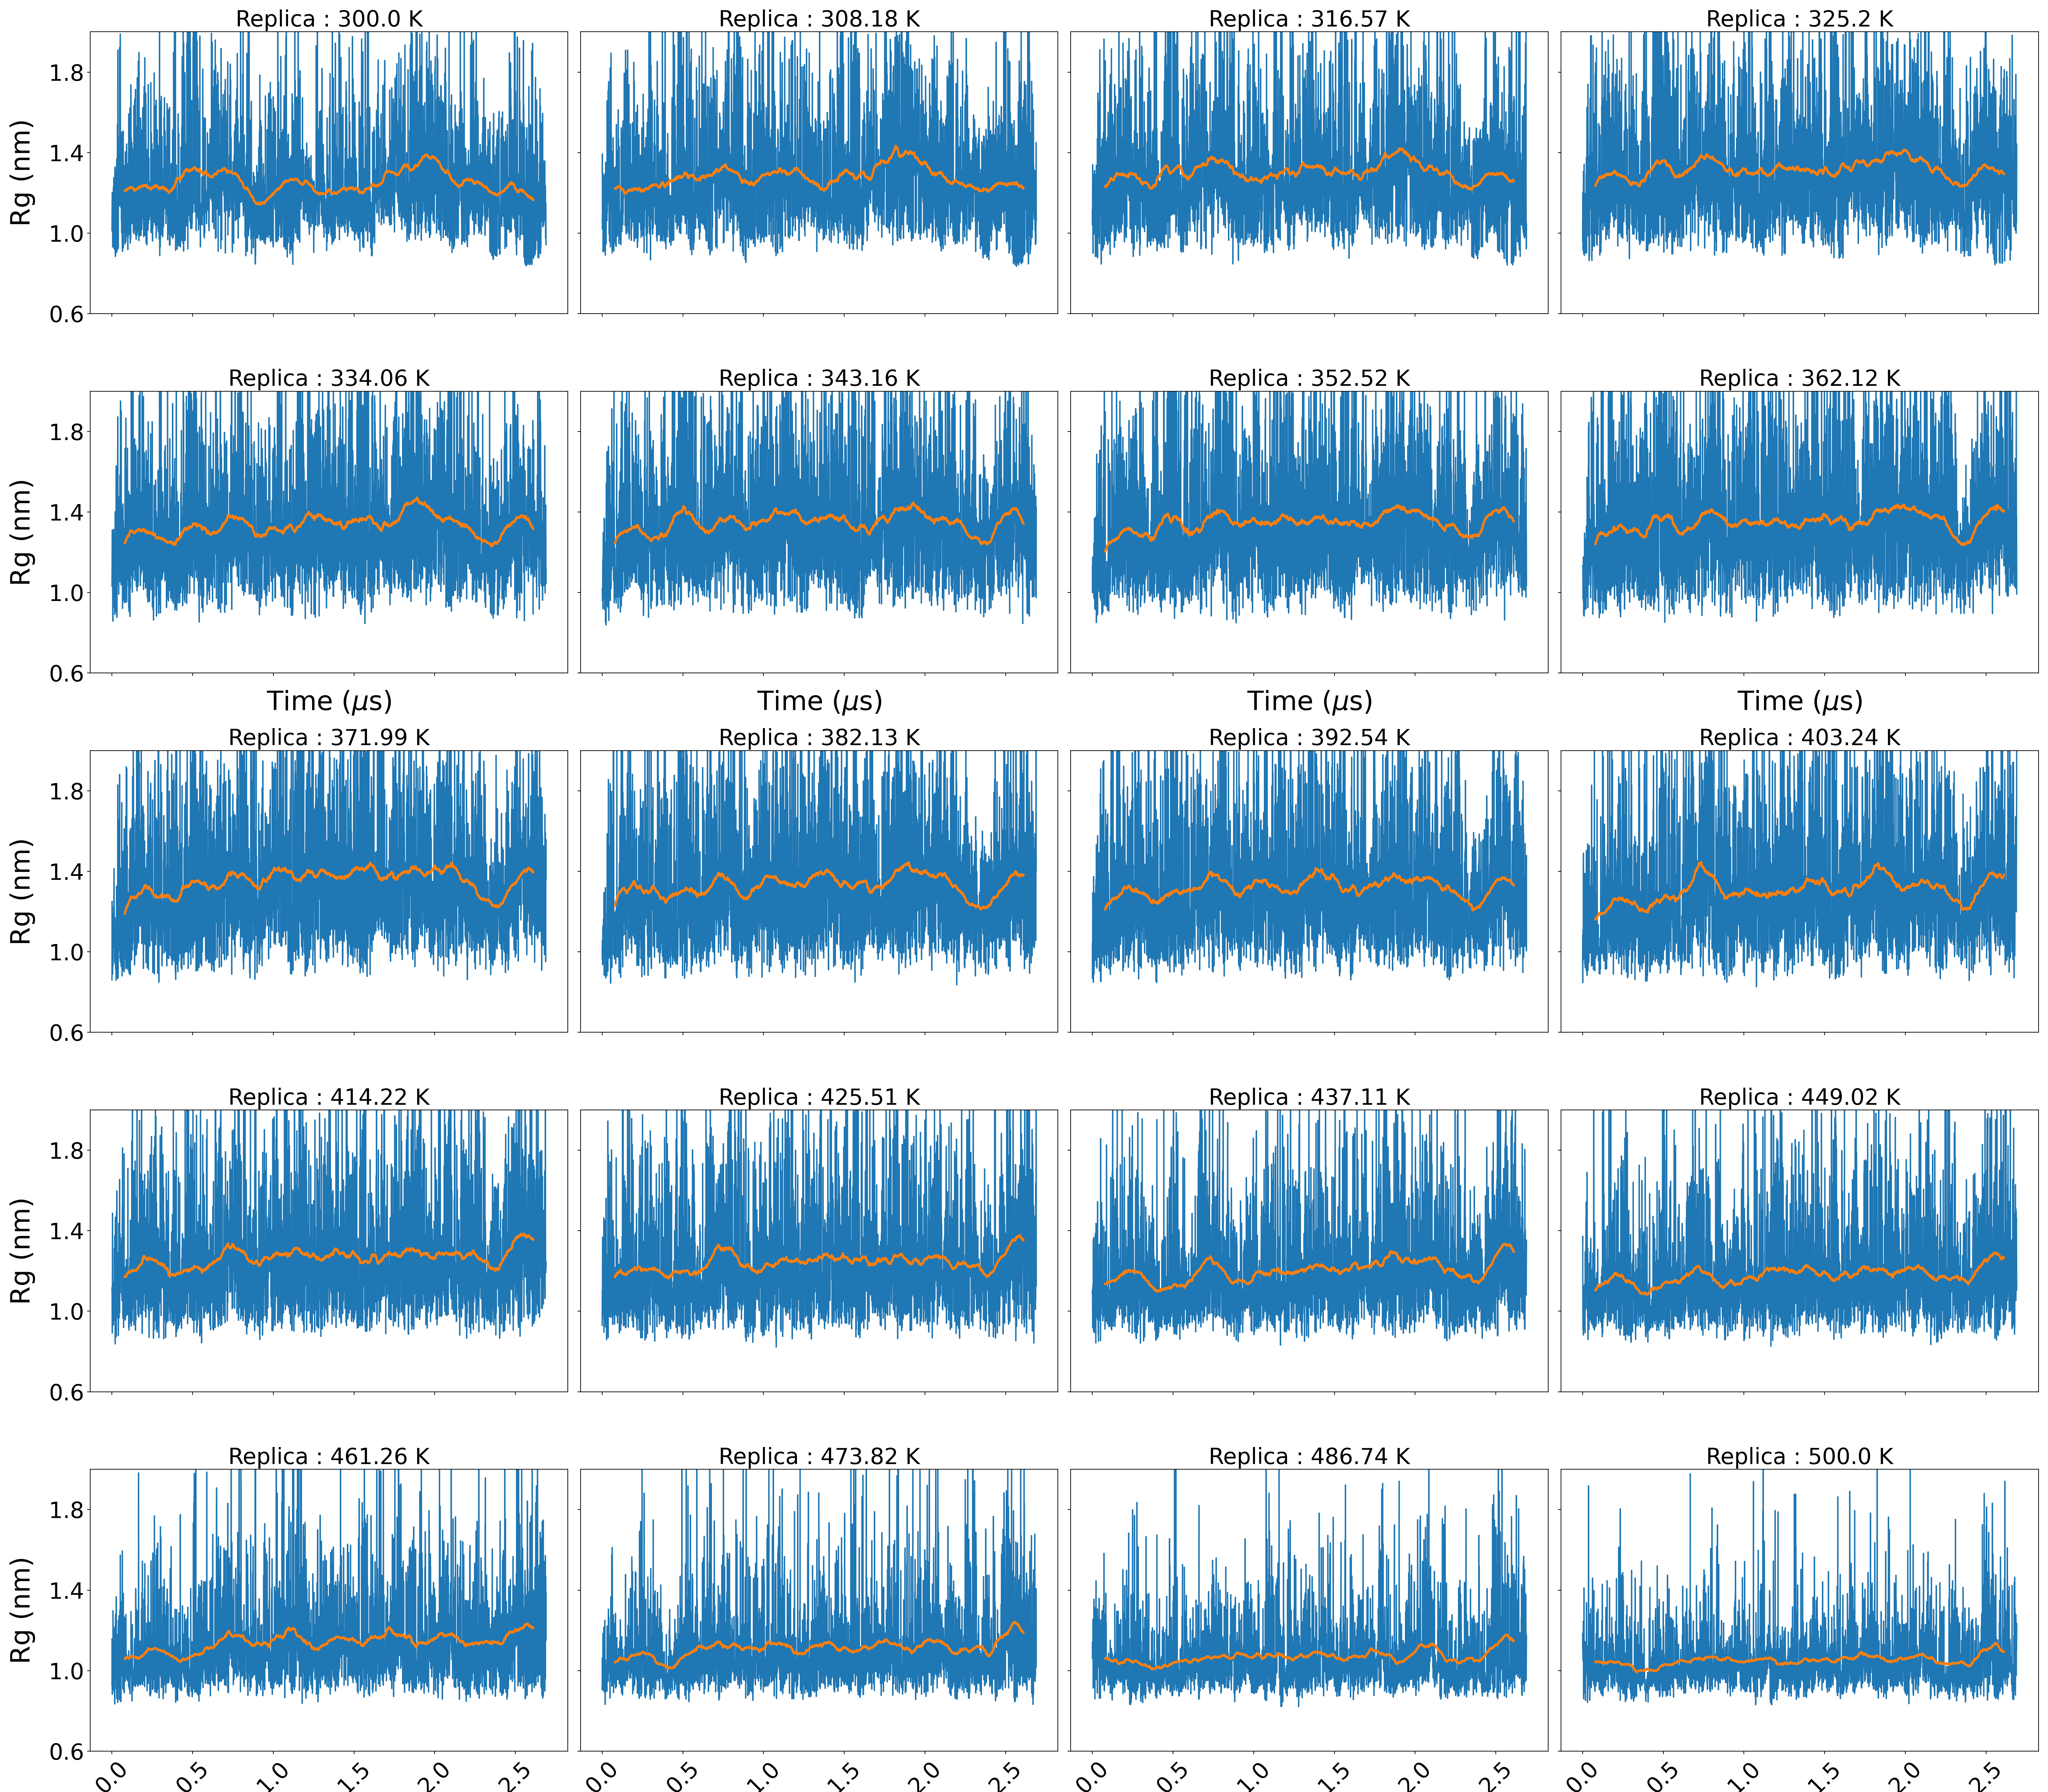 Replica : 300.0 K
Replica : 308.18 K
Replica : 316.57 K
Replica : 325.2 K
Rg (nm)
1.8
1.4
1.0
0.6
Replica : 334.06 K
Replica : 343.16 K
Replica : 352.52 K
Replica : 362.12 K
Rg (nm)
1.8
1.4
1.0
0.6
Time (μs)
Time (μs)
Time (μs)
Time (μs)
Replica : 371.99 K
Replica : 382.13 K
Replica : 392.54 K
Replica : 403.24 K
Rg (nm)
1.8
1.4
1.0
0.6
Replica : 414.22 K
Replica : 425.51 K
Replica : 437.11 K
Replica : 449.02 K
Rg (nm)
1.8
1.4
1.0
0.6
Replica : 461.26 K
Replica : 473.82 K
Replica : 486.74 K
Replica : 500.0 K
Rg (nm)
1.8
1.4
1.0
0.6
0.0 0.5 1.0 1.5 2.0 2.5
0.0 0.5 1.0 1.5 2.0 2.5
0.0 0.5 1.0 1.5 2.0 2.5
0.0 0.5 1.0 1.5 2.0 2.5